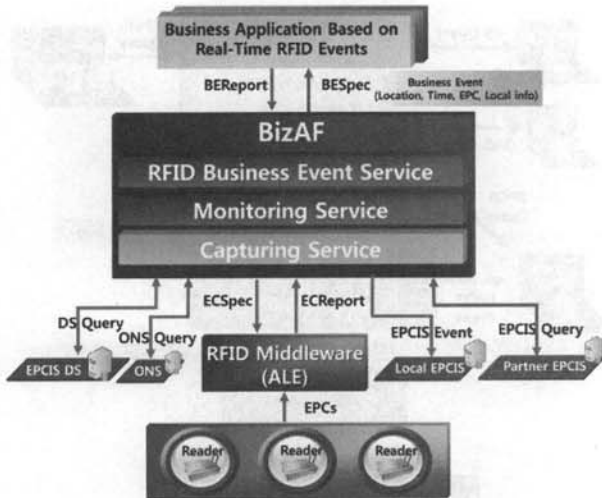 Business Application Based on
Real-Time RFID Events
BEReport
BESpec
Business Event
(Location, Time, EPC, Local info)
BizAF
RFID Business Event Service
Monitoring Service
Capturing Service
DS Query
ONS Query
ECSpec
ECReport
EPCIS Event
EPCIS Query
EPCIS DS
ONS
RFID Middleware
(ALE)
Local EPCIS
Partner EPCIS
EPCs
Reader
Reader
Reader